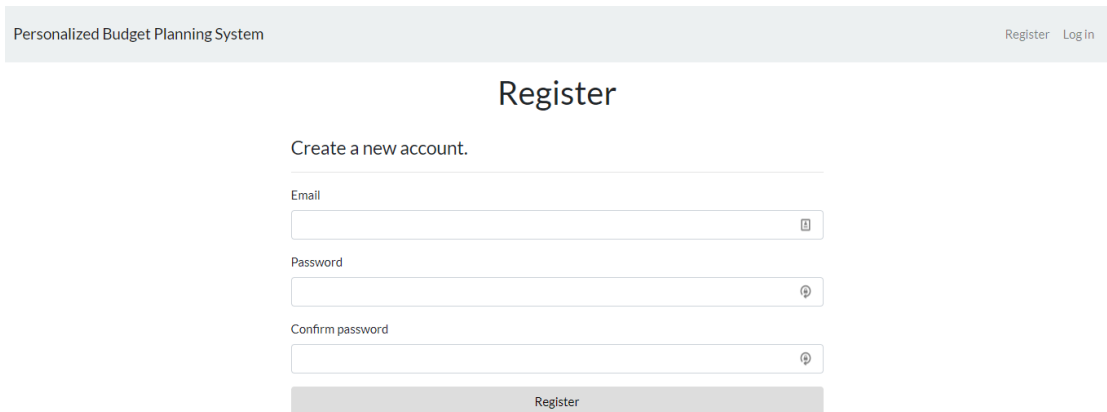 Personalized Budget Planning System
Register Log in
Register
Create a new account.
Email
Password
Confirm password
Register